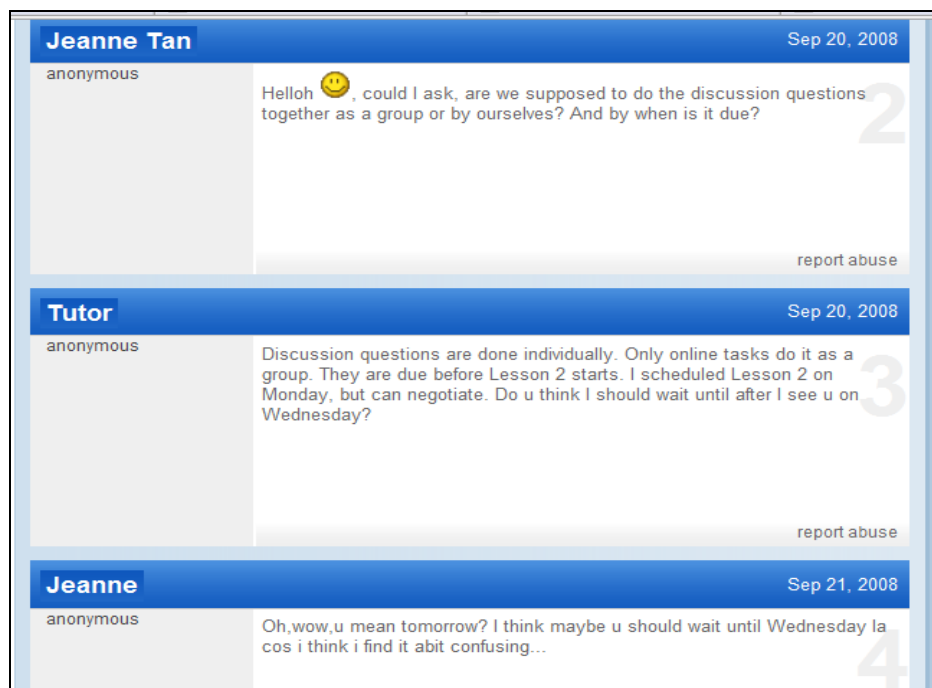 Jeanne Tan
Sep 20, 2008
anonymous
2
Helloh , could I ask, are we supposed to do the discussion questions
together as a group or by ourselves? And by when is it due?
report abuse
Tutor
Sep 20, 2008
anonymous
3
Discussion questions are done individually. Only online tasks do it as a
group. They are due before Lesson 2 starts. I scheduled Lesson 2 on
Monday, but can negotiate. Do u think I should wait until after I see u on
Wednesday?
report abuse
Jeanne
Sep 21, 2008
anonymous
4
Oh,wow,u mean tomorrow? I think maybe u should wait until Wednesday la
cos i think i find it abit confusing...